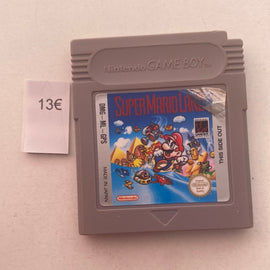 Nintendo GAME BOY
13€
SUPER MARIO LAND
DMG-ML-GPS
THIS SIDE OUT
MADE IN JAPAN
Nintendo